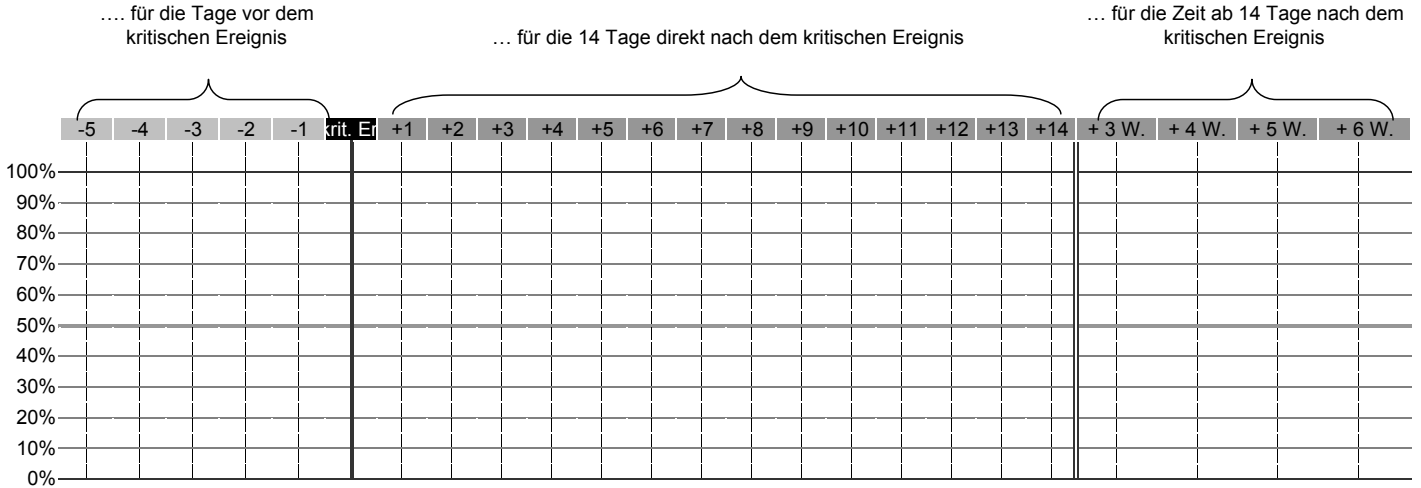 …. für die Tage vor dem
kritischen Ereignis
… für die 14 Tage direkt nach dem kritischen Ereignis
… für die Zeit ab 14 Tage nach dem
kritischen Ereignis
-5 -4 -3 -2 -1 krit. Er +1 +2 +3 +4 +5 +6 +7 +8 +9 +10 +11 +12 +13 +14 + 3 W. + 4 W. + 5 W. + 6 W.
100%
90%
80%
70%
60%
50%
40%
30%
20%
10%
0%